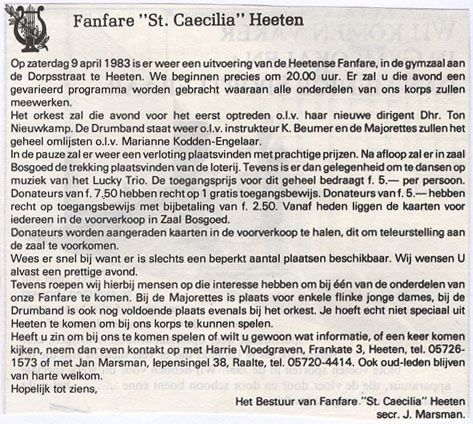 Fanfare "St. Caecilia" Heeten
Op zaterdag 9 april 1983 is er weer een uitvoering van de Heetense Fanfare, in de gymzaal aan
de Dorpsstraat te Heeten. We beginnen precies om 20.00 uur. Er zal u die avond een
gevarieerd programma worden gebracht waaraan alle onderdelen van ons korps zullen
meewerken.
Het orkest zal die avond voor het eerst optreden o.l.v. haar nieuwe dirigent Dhr. Ton
Nieuwkamp. De Drumband staat weer o.l.v. instrukteur K. Beumer en de Majorettes zullen het
geheel omlijsten o.l.v. Marianne Kodden-Engelaar.
In de pauze zal er weer een verloting plaatsvinden met prachtige prijzen. Na afloop zal er in zaal
Bosgoed de trekking plaatsvinden van de loterij. Tevens is er dan gelegenheid om te dansen op
muziek van het Lucky Trio. De toegangsprijs voor dit geheel bedraagt f. 5.— per persoon.
Donateurs van f. 7,50 hebben recht op 1 gratis toegangsbewijs. Donateurs van f. 5.— hebben
recht op toegangsbewijs met bijbetaling van f. 2.50. Vanaf heden liggen de kaarten voor
iedereen in de voorverkoop in Zaal Bosgoed.
Donateurs worden aangeraden kaarten in de voorverkoop te halen, dit om teleurstelling aan
de zaal te voorkomen.
Wees er snel bij want er is slechts een beperkt aantal plaatsen beschikbaar. Wij wensen U
alvast een prettige avond.
Tevens roepen wij hierbij mensen op die interesse hebben om bij één van de onderdelen van
onze Fanfare te komen. Bij de Majorettes is plaats voor enkele flinke jonge dames, bij de
Drumband is ook nog voldoende plaats evenals bij het orkest. Je hoeft echt niet speciaal uit
Heeten te komen om bij ons korps te kunnen spelen.
Heeft u zin om bij ons te komen spelen of wilt u gewoon wat informatie, of een keer komen
kijken, neem dan even kontakt op met Harrie Vloedgraven, Frankate 3, Heeten, tel. 05726-
1573 of met Jan Marsman, Iepensingel 38, Raalte, tel. 05720-4414. Ook oud-leden blijven
van harte welkom.
Hopelijk tot ziens,
Het Bestuur van Fanfare "St. Caecilia" Heeten
secr. J. Marsman.